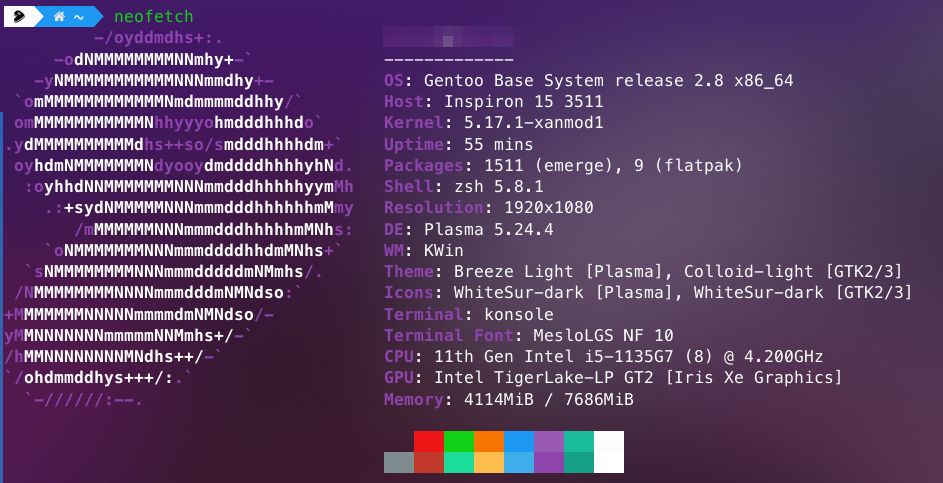 ~ neofetch
-/oyddmdhs+:.
-odNMMMMMMMMNNmhy+-`
-------------
-yNMMMMMMMMMMMNNNmmdhy+-
OS: Gentoo Base System release 2.8 x86_64
`omMMMMMMMMMMMMNmdmmmmddhhy/`
Host: Inspiron 15 3511
omMMMMMMMMMMMNhhyyyohmdddhhhdo`
Kernel: 5.17.1-xanmod1
.ydMMMMMMMMMMdhs++so/smdddhhhhdm+`
Uptime: 55 mins
oyhdmNMMMMMMMNdyooydmddddhhhhyhNd.
Packages: 1511 (emerge), 9 (flatpak)
:oyhhdNNMMMMMMMNNNmmdddhhhhhyymMh
Shell: zsh 5.8.1
.:+sydNMMMMMNNNmmmdddhhhhhhmMmy
Resolution: 1920x1080
/mMMMMMMNNNmmmdddhhhhhmMNhs:
DE: Plasma 5.24.4
`oNMMMMMMMNNNmmmddddhhdmMNhs+`
WM: KWin
`sNMMMMMMMMNNNmmmdddddmNMmhs/.
Theme: Breeze Light [Plasma], Colloid-light [GTK2/3]
/NMMMMMMMMNNNNmmmdddmNMNdso:`
Icons: WhiteSur-dark [Plasma], WhiteSur-dark [GTK2/3]
+MMMMMMMNNNNNmmmmdmNMNdso/-
Terminal: konsole
yMMNNNNNNNmmmmmNNMmhs+/-`
Terminal Font: MesloLGS NF 10
/hMMNNNNNNNNMNdhs++/-`
CPU: 11th Gen Intel i5-1135G7 (8) @ 4.200GHz
`/ohdmmddhys+++/:.`
GPU: Intel TigerLake-LP GT2 [Iris Xe Graphics]
`-//////:--.
Memory: 4114MiB / 7686MiB